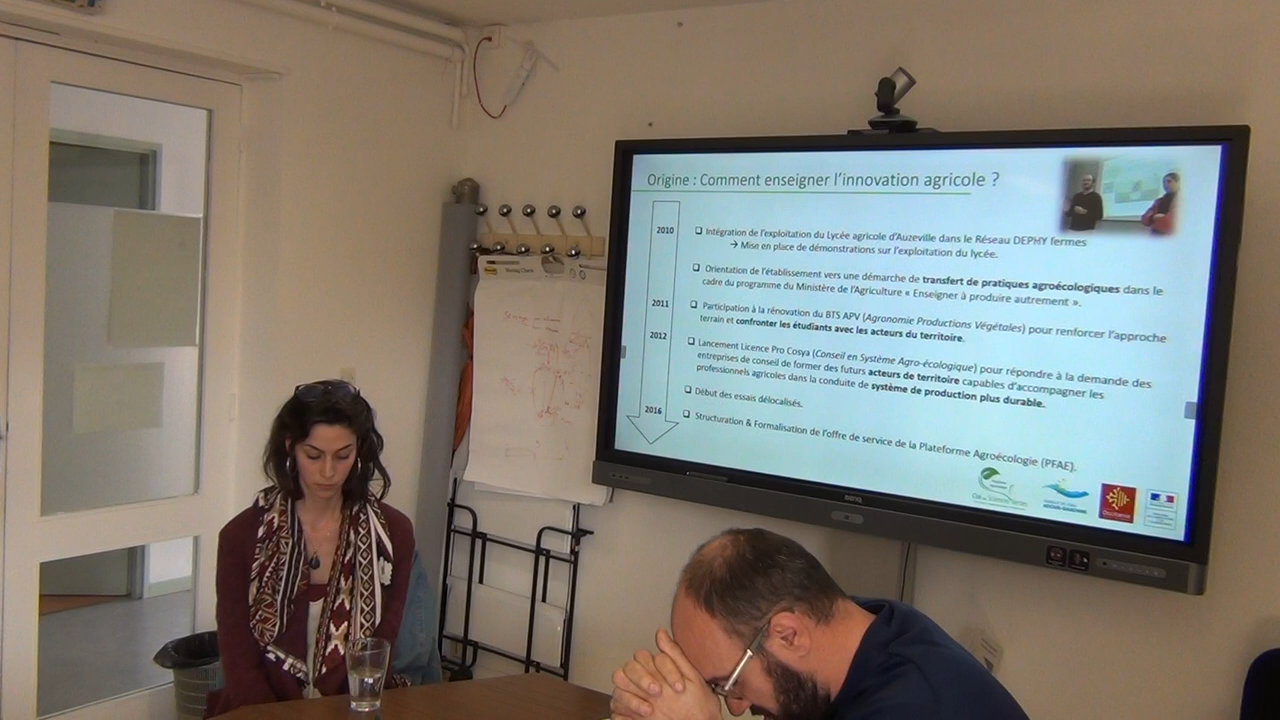 Origine : Comment enseigner l'innovation agricole ?
2010
❑ Intégration de l'exploitation du Lycée agricole d'Auzeville dans le Réseau DEPHY fermes
→ Mise en place de démonstrations sur l'exploitation du lycée.
❑ Orientation de l'établissement vers une démarche de transfert de pratiques agroécologiques dans le
cadre du programme du Ministère de l'Agriculture « Enseigner à produire autrement ».
2011
❑ Participation à la rénovation du BTS APV (Agronomie Productions Végétales) pour renforcer l'approche
terrain et confronter les étudiants avec les acteurs du territoire.
2012
❑ Lancement Licence Pro Cosya (Conseil en Système Agro-écologique) pour répondre à la demande des
entreprises de conseil de former des futurs acteurs de territoire capables d'accompagner les
professionnels agricoles dans la conduite de système de production plus durable.
❑ Début des essais délocalisés.
2016
❑ Structuration & Formalisation de l'offre de service de la Plateforme Agroécologie (PFAE).
Occitanie
BenQ